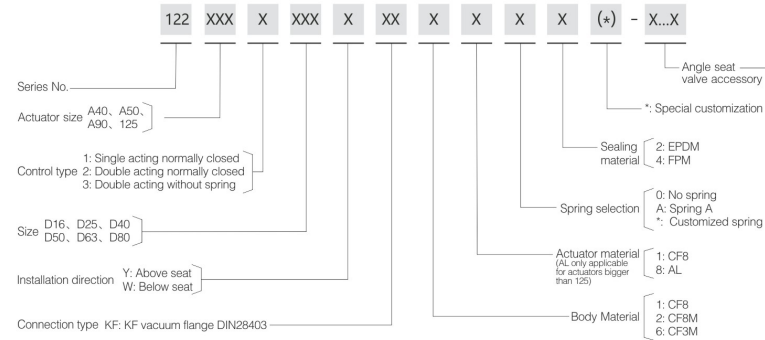 122 XXX X XXX X XX X X X X (*) - X...X
Angle seat
valve accessory
Series No.
*: Special customization
Actuator size A40、A50、
A90、125
Sealing
material
2: EPDM
4: FPM
Control type
1: Single acting normally closed
2: Double acting normally closed
3: Double acting without spring
Spring selection
0: No spring
A: Spring A
*: Customized spring
Size D16、D25、D40
D50、D63、D80
Actuator material
(AL only applicable
for actuators bigger
than 125)
1: CF8
8: AL
Installation direction
Y: Above seat
W: Below seat
Body Material
1: CF8
2: CF8M
6: CF3M
Connection type KF: KF vacuum flange DIN28403